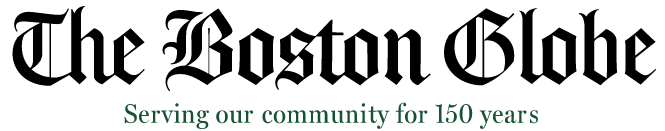 The Boston Globe
Serving our community for 150 years